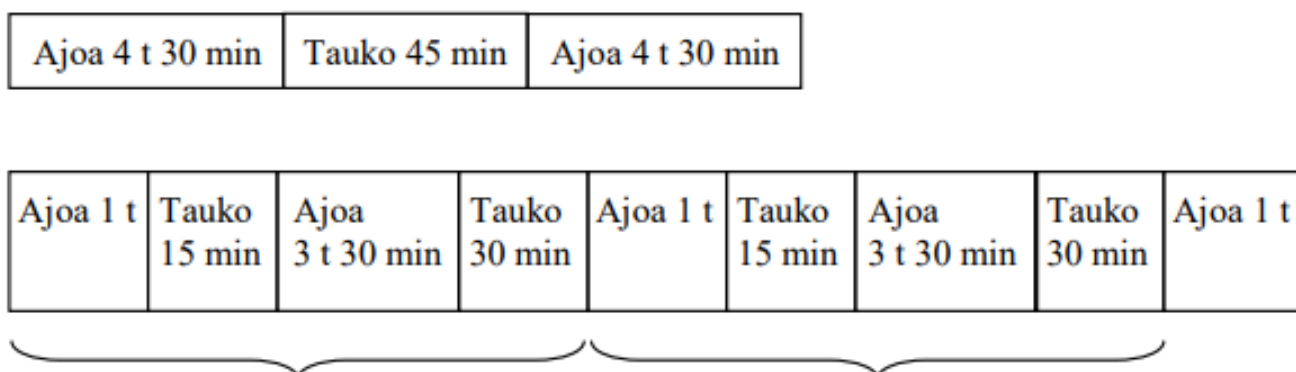 Ajoa 4 t 30 min Tauko 45 min Ajoa 4 t 30 min
Ajoa 1 t Tauko Ajoa Tauko Ajoa 1 t Tauko Ajoa Tauko Ajoa 1 t
15 min 3 t 30 min 30 min 15 min 3 t 30 min 30 min